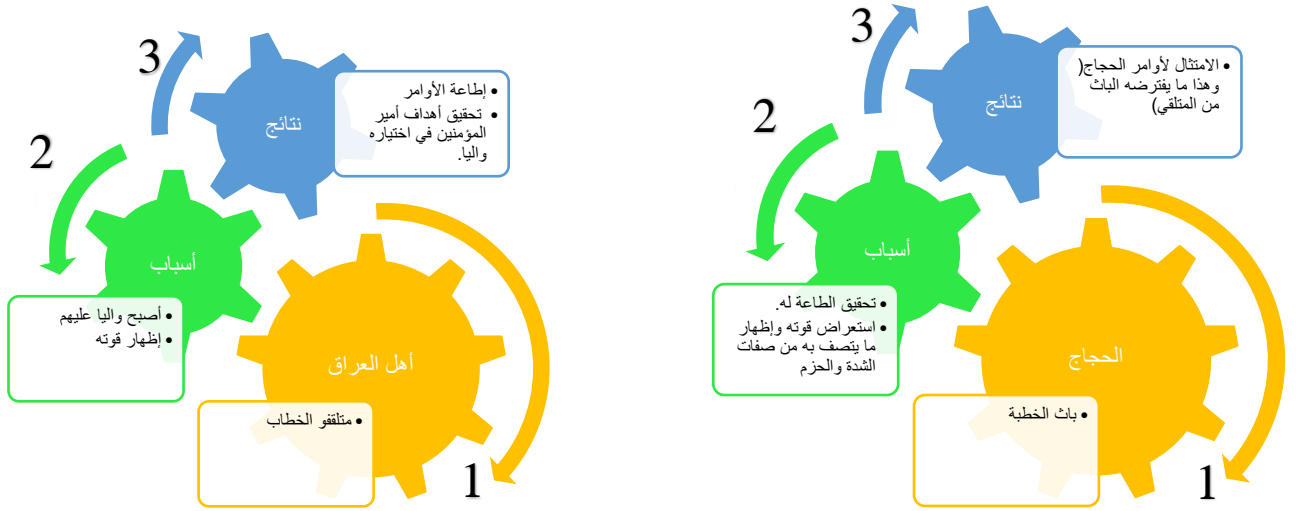 3
نتائج
• الامتثال لأوامر الحجاج(
وهذا ما يفترضه الباث
من المتلقي)
2
أسباب
• تحقيق الطاعة له.
• استعراض قوته وإظهار
ما يتصف به من صفات
الشدة والحزم
الحجاج
• باث الخطبة
1
3
نتائج
• إطاعة الأوامر
• تحقيق أهداف أمير
المؤمنين في اختياره
واليا.
2
أسباب
• أصبح واليا عليهم
• إظهار قوته
أهل العراق
• متلقفو الخطاب
1